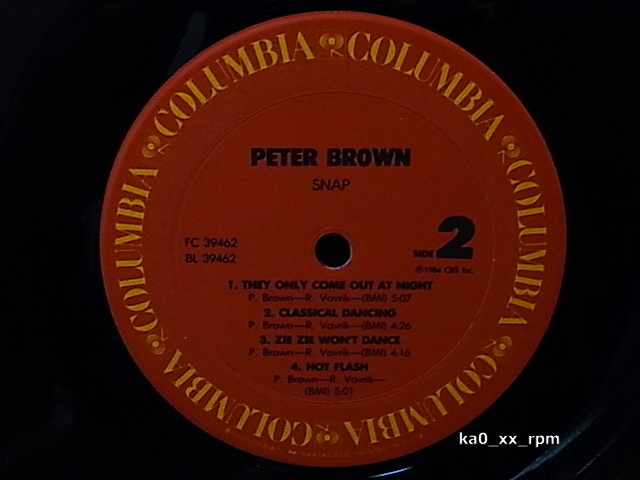 COLUMBIA COLUMBIA COLUMBIA COLUMBIA COLUMBIA COLUMBIA COLUMBIA
PETER BROWN
SNAP
FC 39462
BL 39462
SIDE 2
℗1984 CBS Inc.
1. THEY ONLY COME OUT AT NIGHT
P. Brown—R. Vavrik—(BMI) 5:07
2. CLASSICAL DANCING
P. Brown—R. Vavrik—(BMI) 4:26
3. ZIE ZIE WON'T DANCE
P. Brown—R. Vavrik—(BMI) 4:16
4. HOT FLASH
P. Brown—R. Vavrik—
(BMI) 5:01
ka0_xx_rpm